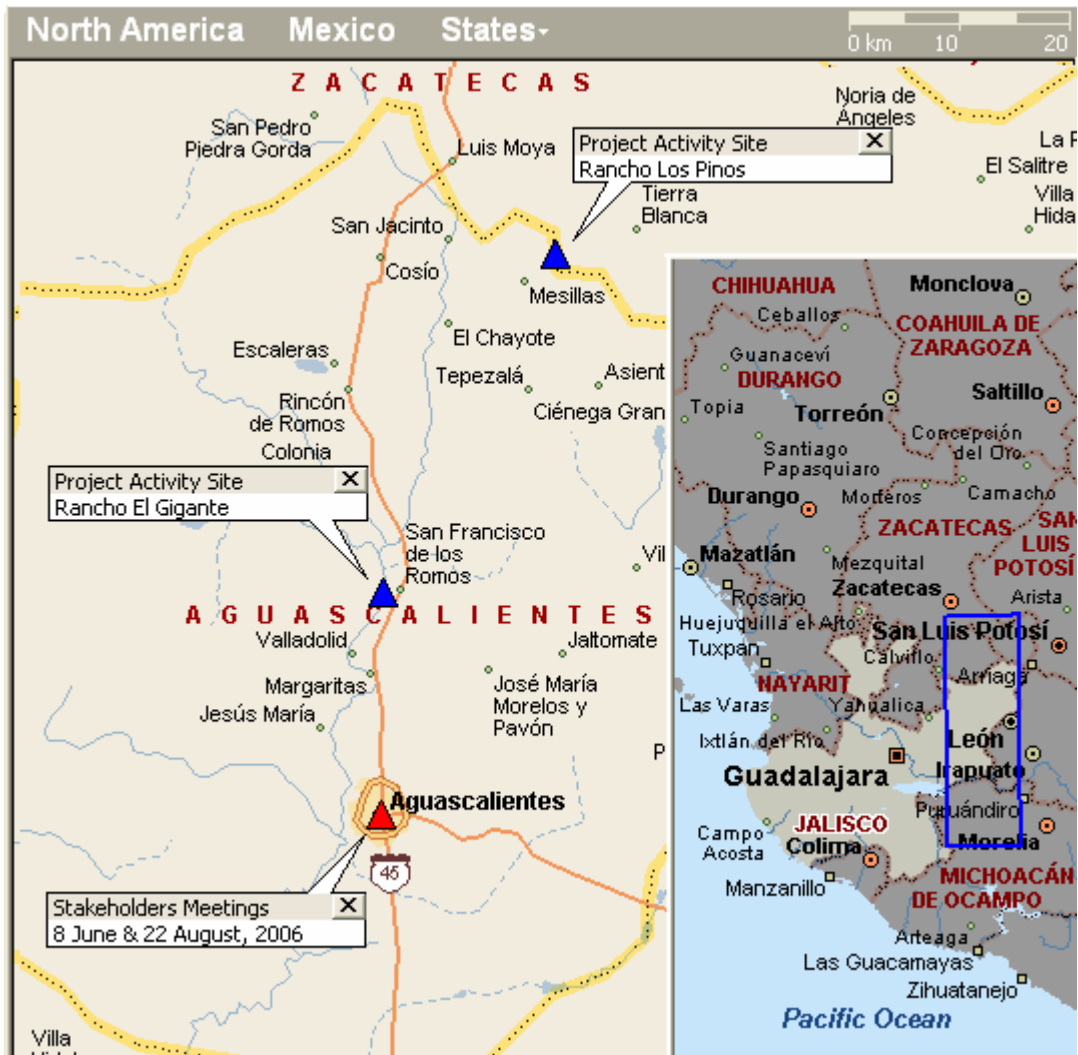 North America Mexico States
0 km 10 20
ZACATECAS
San Pedro
Piedra Gorda
Luis Moya
Noria de
Ángeles
Project Activity Site
Rancho Los Pinos
El Salitre
Villa
Hida
Tierra
Blanca
San Jacinto
Cosío
Mesillas
El Chayote
Escaleras
Tepezalá
Asient
Rincón
de Romos
Ciénega Gran
Colonia
Project Activity Site
Rancho El Gigante
San Francisco
de los
Romos
Vil
AGUASCALIENTES
Valladolid
Jaltomate
Margaritas
José María
Morelos y
Pavón
Jesús María
P
Aguascalientes
45
Stakeholders Meetings
8 June & 22 August, 2006
Villa
CHIHUAHUA
Monclova
Ceballos
COAHUILA DE
ZARAGOZA
Guanaceví
DURANGO
Saltillo
Topia
Torreón
Concepción
del Oro
Santiago
Papasquiaro
Durango
Morteros
Camacho
ZACATECAS
SAN
LUIS
POTOSÍ
Mazatlán
Mezquital
Zacatecas
Rosario
Arista
Huejuquilla el Alto
San Luis Potosí
Tuxpan
Calvillo
Arriaga
NAYARIT
Las Varas
Yahualica
Ixtlán del Río
León
Guadalajara
Irapuato
Puruándiro
Campo
Acosta
JALISCO
Colima
Morelia
Manzanillo
MICHOACÁN
DE OCAMPO
Arteaga
Las Guacamayas
Zihuatanejo
Pacific Ocean